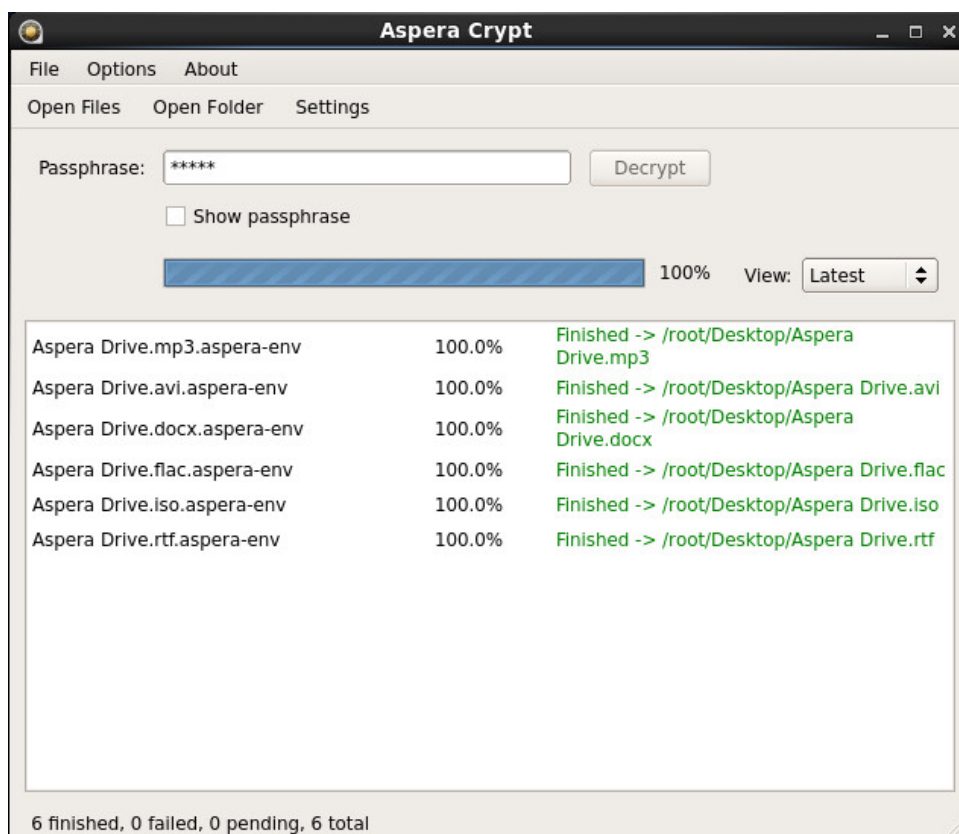 Aspera Crypt
File Options About
Open Files Open Folder Settings
Passphrase: ***** Decrypt
Show passphrase
100% View: Latest
Aspera Drive.mp3.aspera-env 100.0% Finished -> /root/Desktop/Aspera
Drive.mp3
Aspera Drive.avi.aspera-env 100.0% Finished -> /root/Desktop/Aspera Drive.avi
Aspera Drive.docx.aspera-env 100.0% Finished -> /root/Desktop/Aspera
Drive.docx
Aspera Drive.flac.aspera-env 100.0% Finished -> /root/Desktop/Aspera Drive.flac
Aspera Drive.iso.aspera-env 100.0% Finished -> /root/Desktop/Aspera Drive.iso
Aspera Drive.rtf.aspera-env 100.0% Finished -> /root/Desktop/Aspera Drive.rtf
6 finished, 0 failed, 0 pending, 6 total